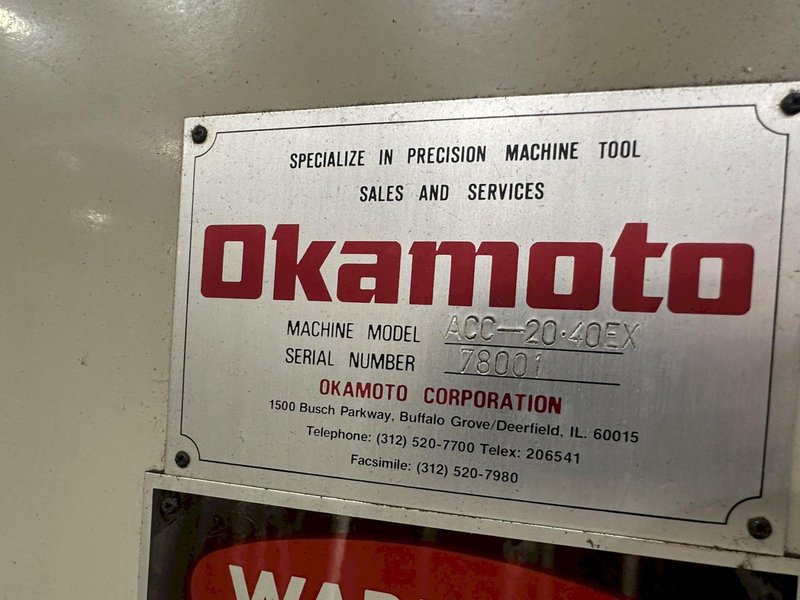 SPECIALIZE IN PRECISION MACHINE TOOL
SALES AND SERVICES
Okamoto
MACHINE MODEL ACC-20·40EX
SERIAL NUMBER 78001
OKAMOTO CORPORATION
1500 Busch Parkway, Buffalo Grove/Deerfield, IL. 60015
Telephone: (312) 520-7700 Telex: 206541
Facsimile: (312) 520-7980